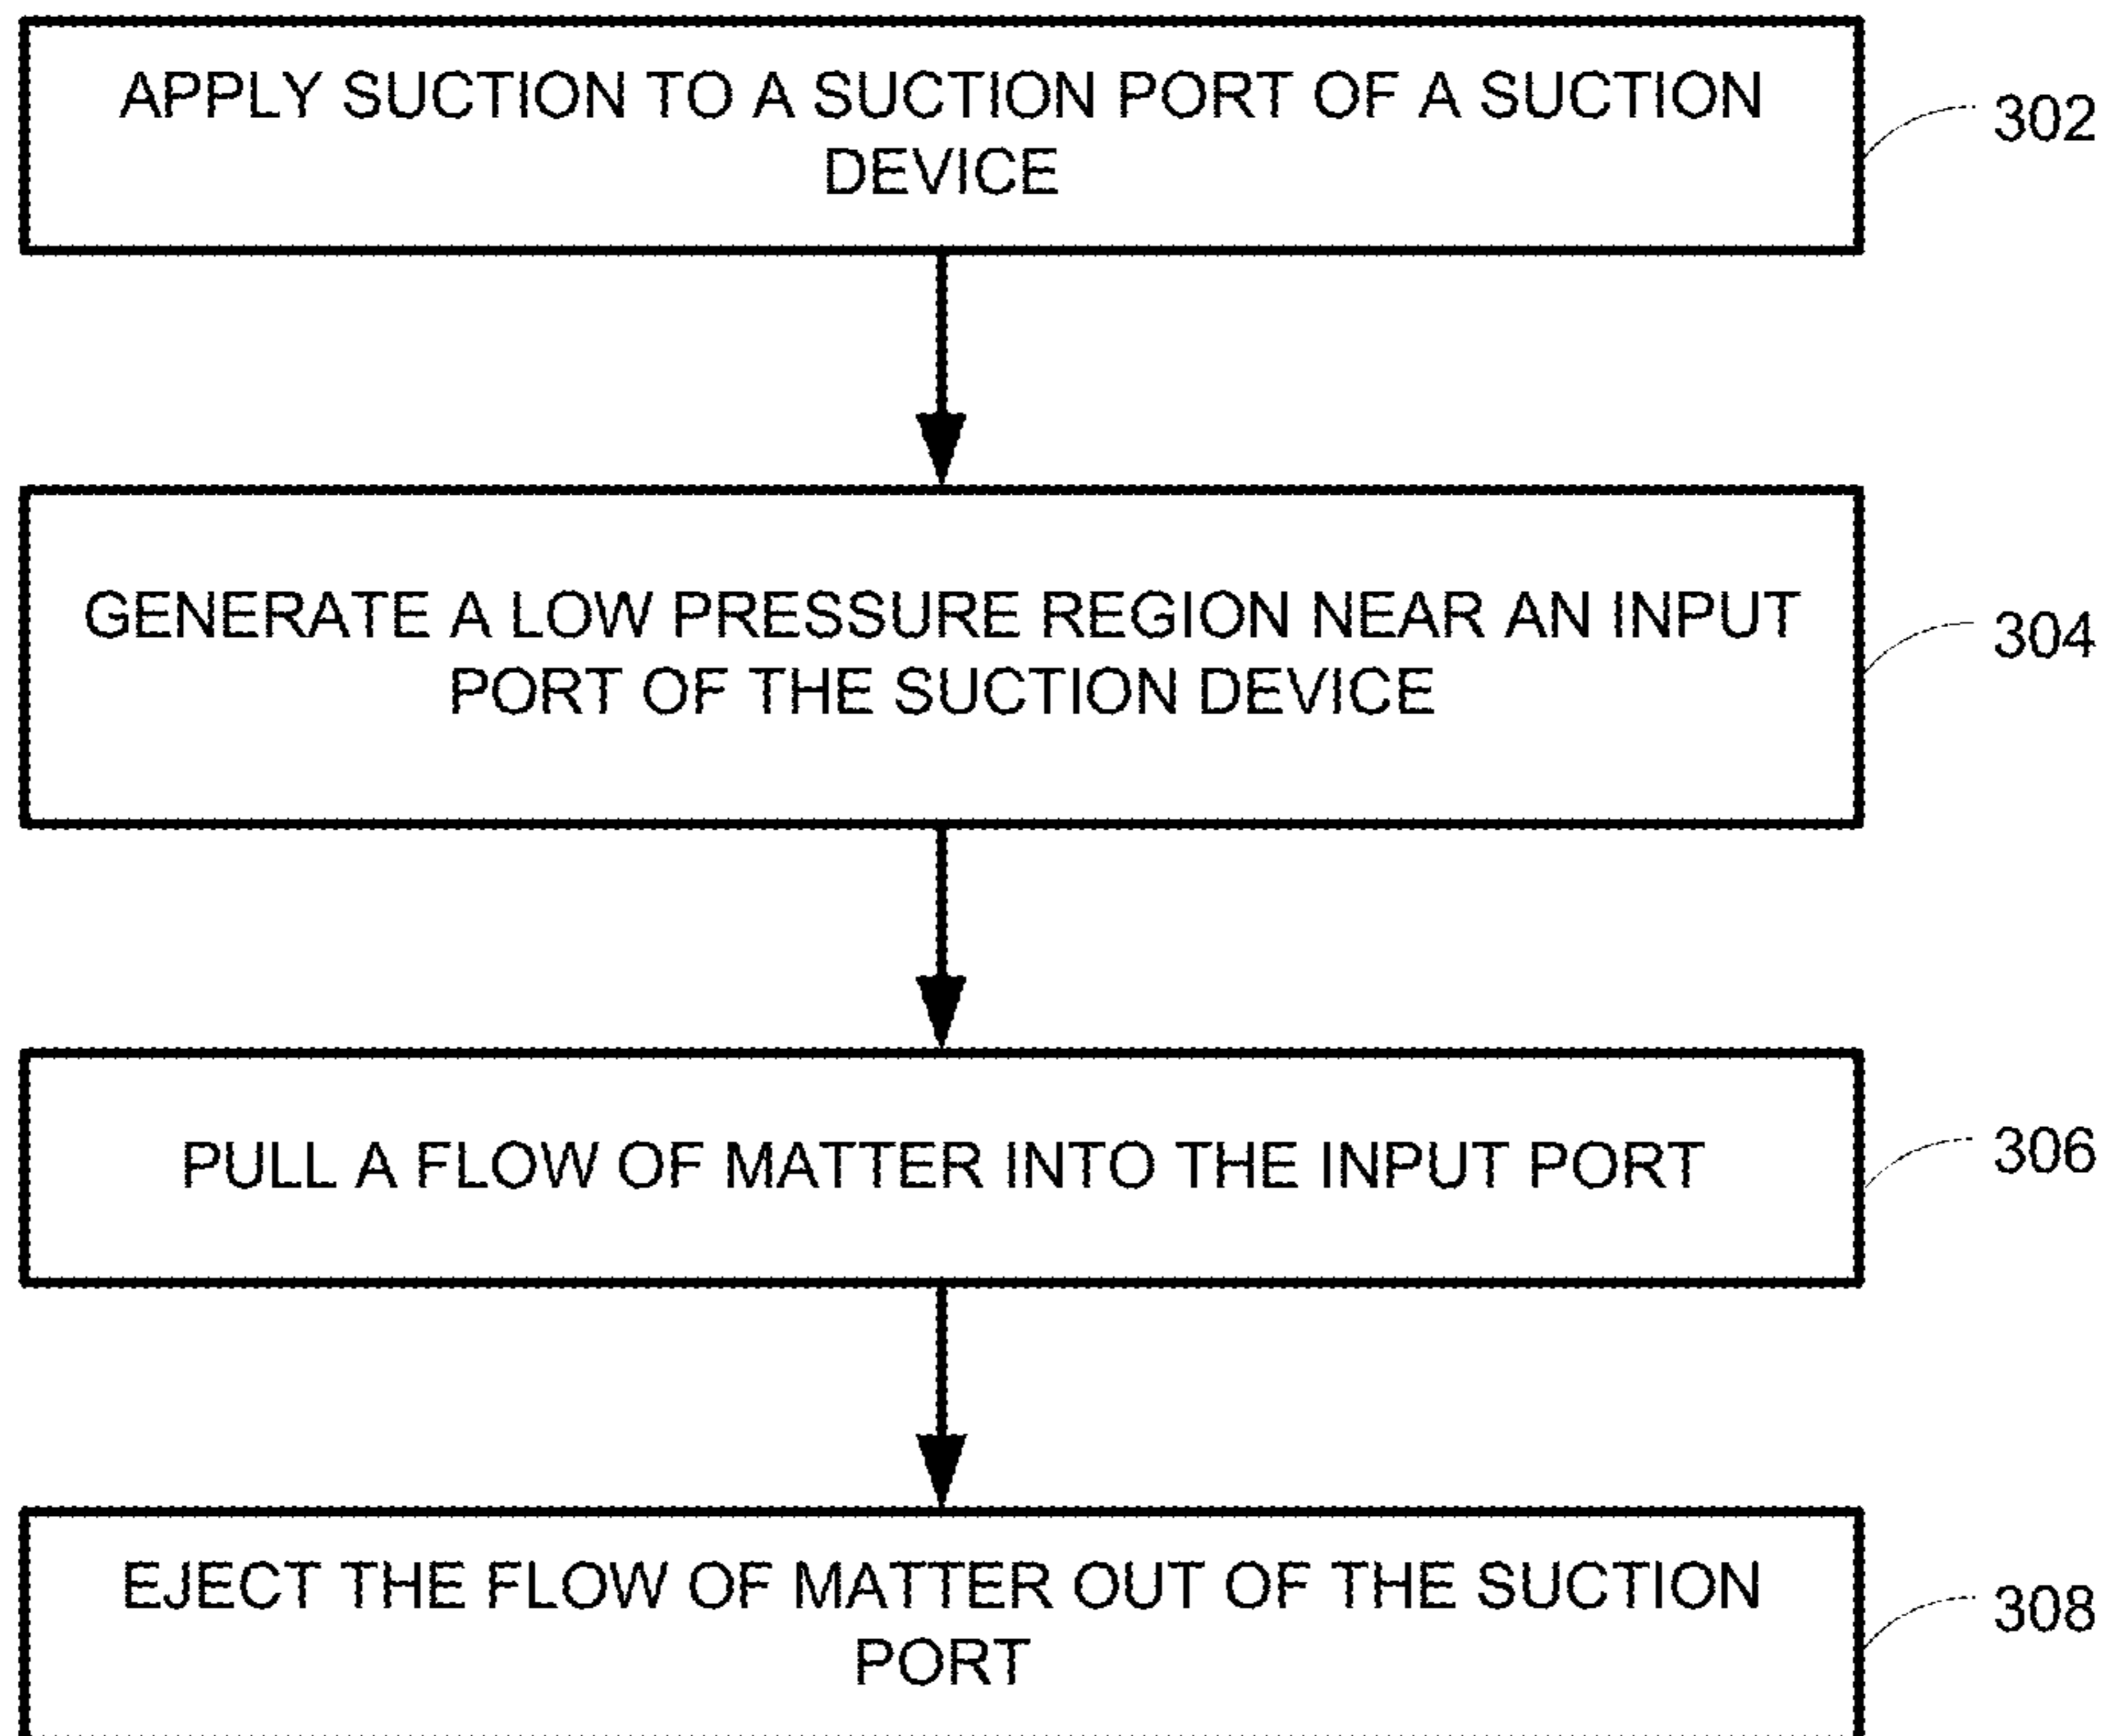 APPLY SUCTION TO A SUCTION PORT OF A SUCTION
DEVICE
302
GENERATE A LOW PRESSURE REGION NEAR AN INPUT
PORT OF THE SUCTION DEVICE
304
PULL A FLOW OF MATTER INTO THE INPUT PORT
306
EJECT THE FLOW OF MATTER OUT OF THE SUCTION
PORT
308